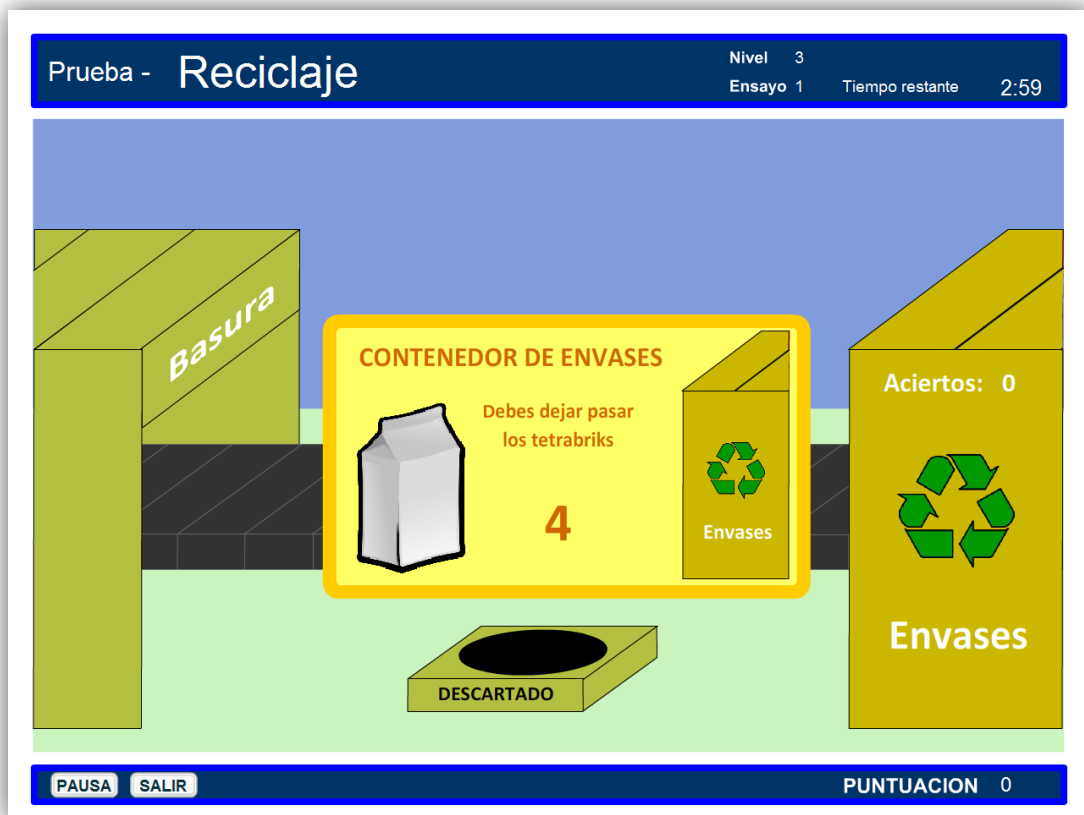 Prueba - Reciclaje
Nivel 3
Ensayo 1 Tiempo restante 2:59
Basura
CONTENEDOR DE ENVASES
Debes dejar pasar
los tetrabriks
4
Envases
Aciertos: 0
Envases
DESCARTADO
PAUSA SALIR PUNTUACION 0